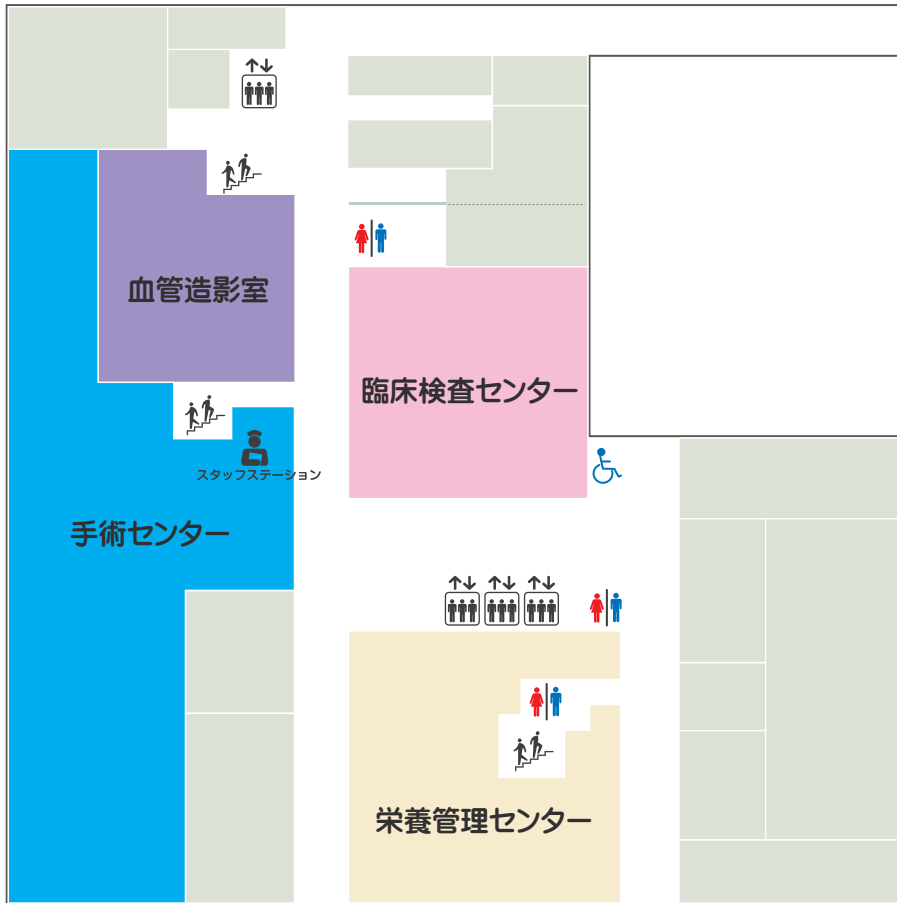 血管造影室
臨床検査センター
スタッフステーション
手術センター
栄養管理センター